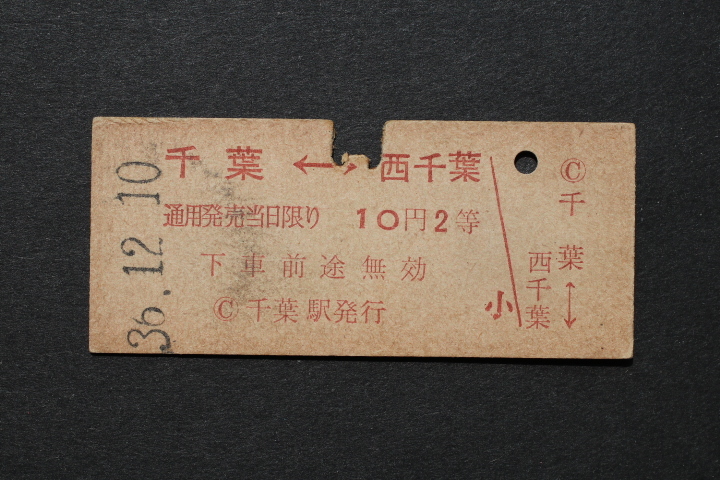 36.12.10
千葉 ←→ 西千葉
通用発売当日限り 10円2等
下車前途無効
Ⓒ千葉駅発行
小
Ⓒ
千葉
↔
西千葉